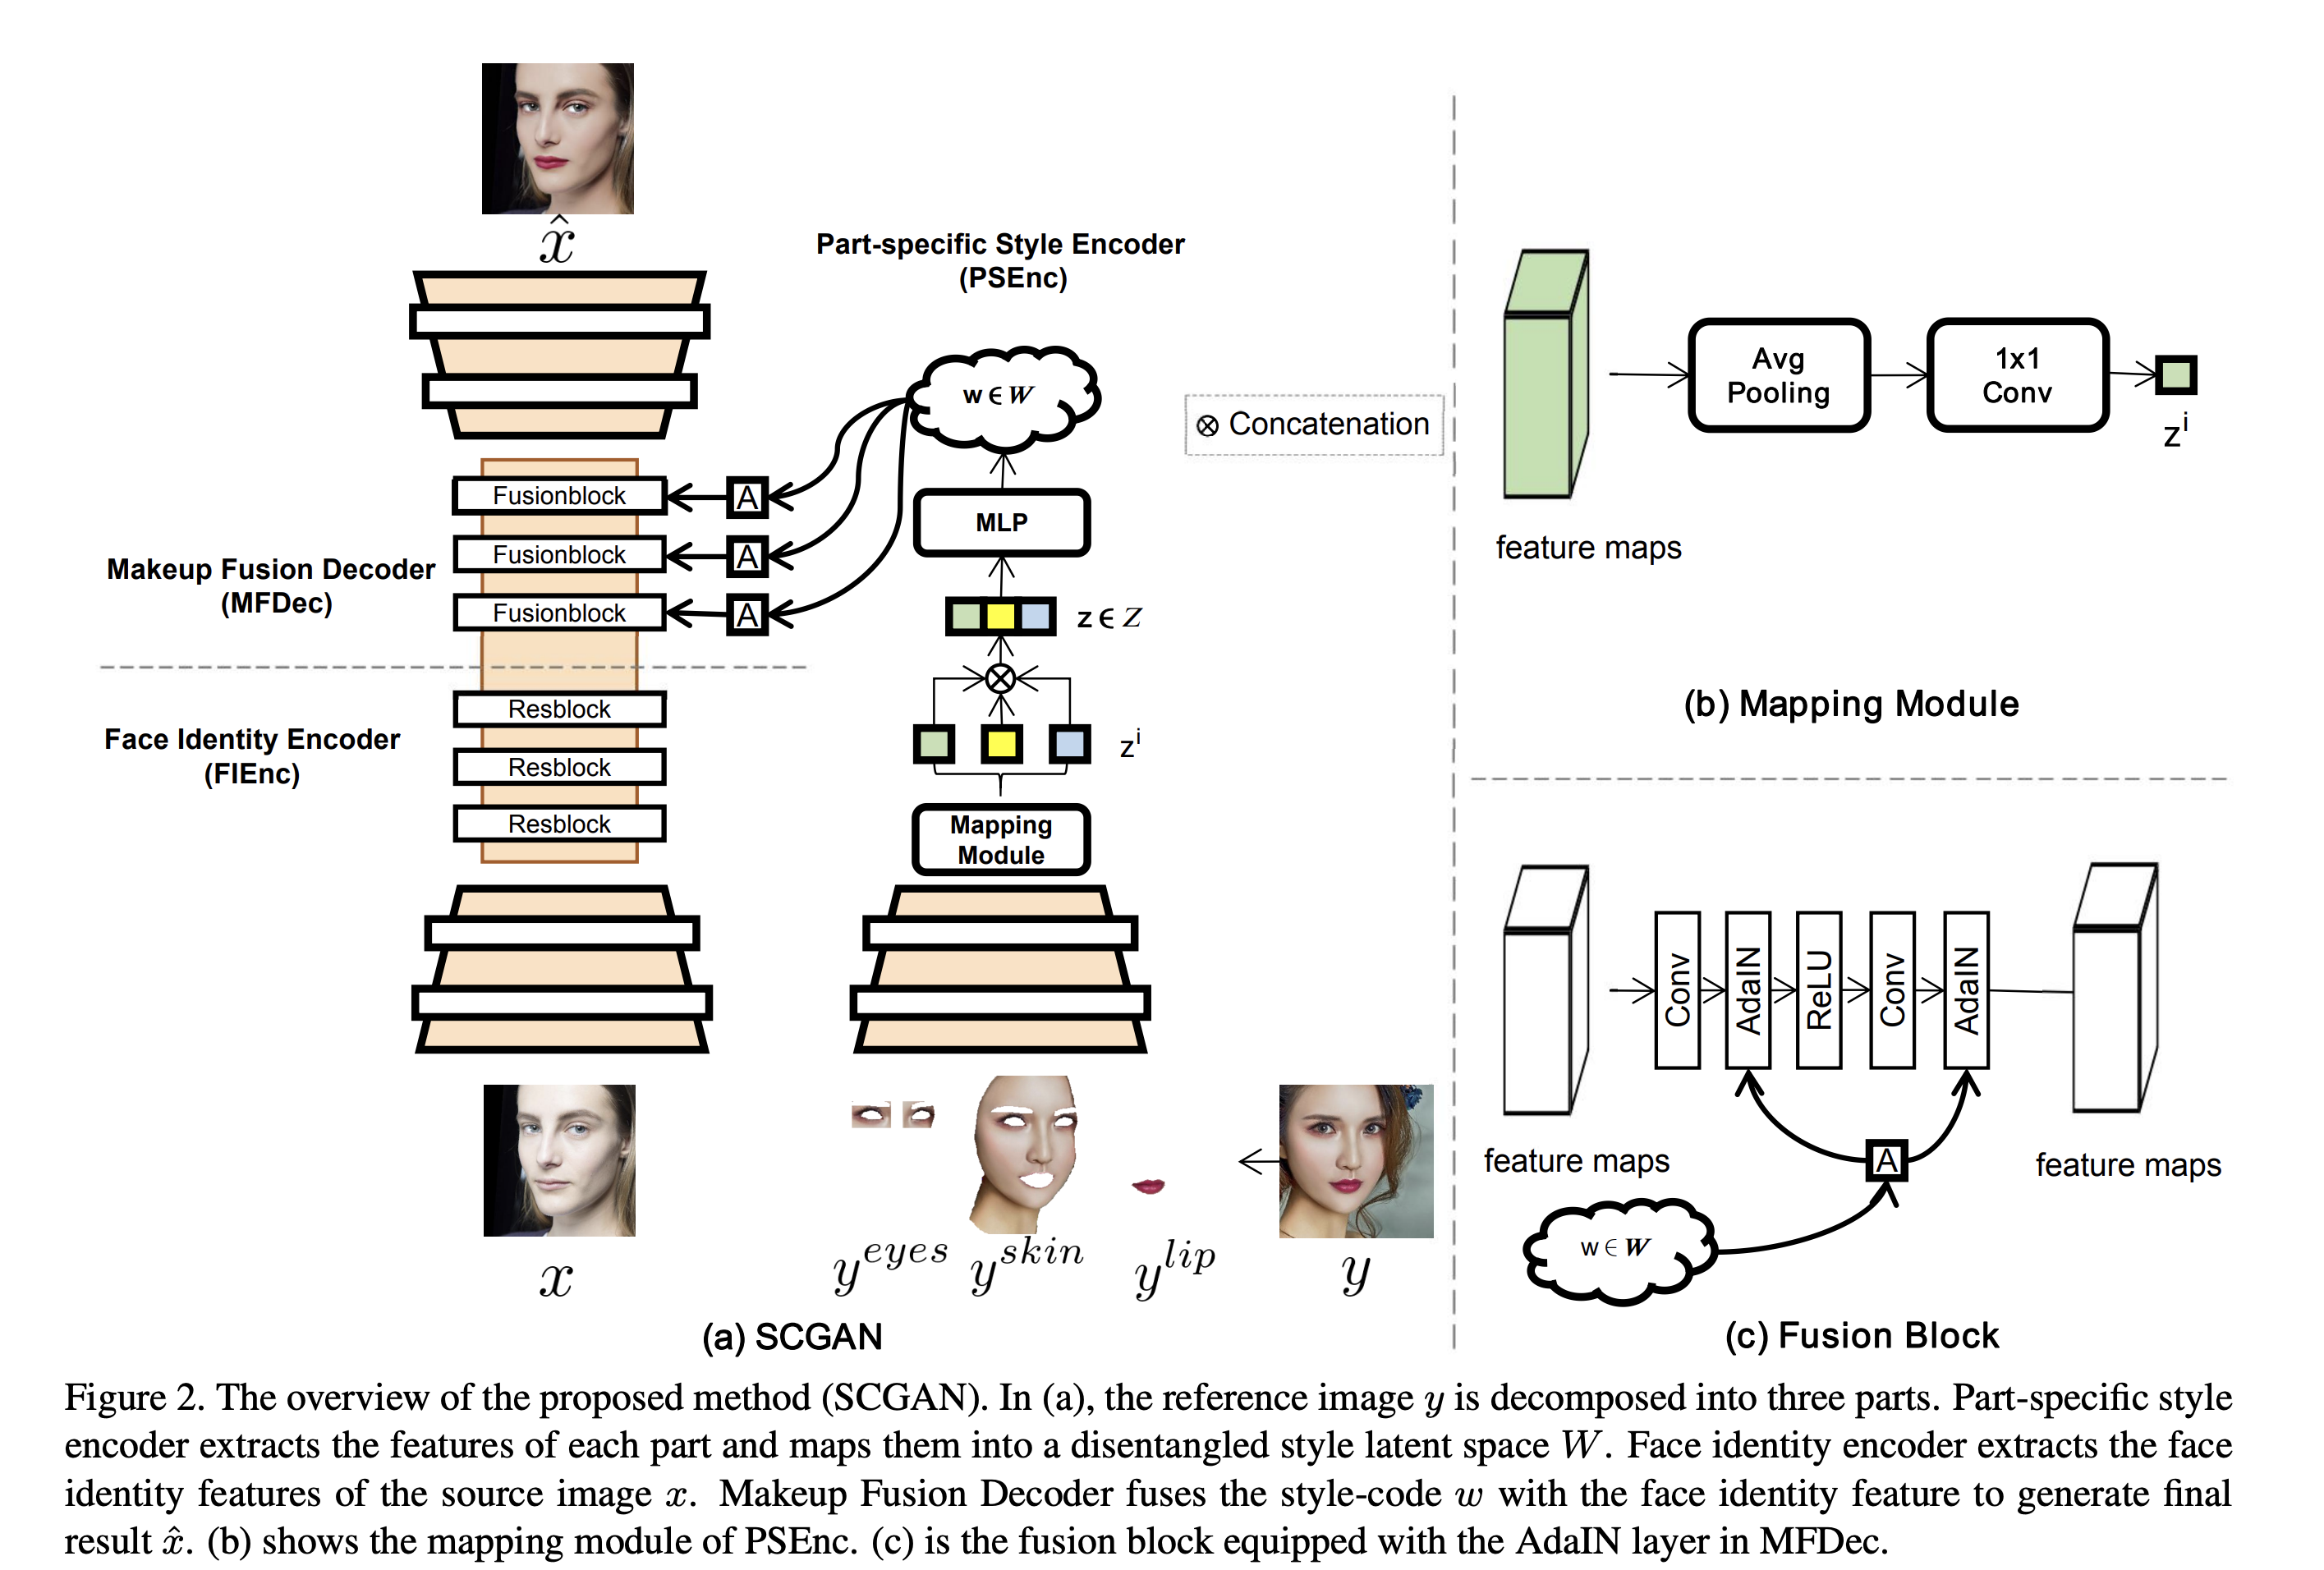 x̂
Part-specific Style Encoder
(PSEnc)
w ∈ W
⊗ Concatenation
Fusionblock
A
Fusionblock
A
Fusionblock
A
MLP
Makeup Fusion Decoder
(MFDec)
z ∈ Z
Face Identity Encoder
(FIEnc)
Resblock
Resblock
Resblock
zⁱ
Mapping
Module
x
y^eyes
y^skin
y^lip
y
(a) SCGAN
Avg
Pooling
1x1
Conv
zⁱ
feature maps
(b) Mapping Module
Conv
AdaIN
ReLU
Conv
AdaIN
feature maps
A
feature maps
w ∈ W
(c) Fusion Block
Figure 2. The overview of the proposed method (SCGAN). In (a), the reference image y is decomposed into three parts. Part-specific style
encoder extracts the features of each part and maps them into a disentangled style latent space W. Face identity encoder extracts the face
identity features of the source image x. Makeup Fusion Decoder fuses the style-code w with the face identity feature to generate final
result x̂. (b) shows the mapping module of PSEnc. (c) is the fusion block equipped with the AdaIN layer in MFDec.